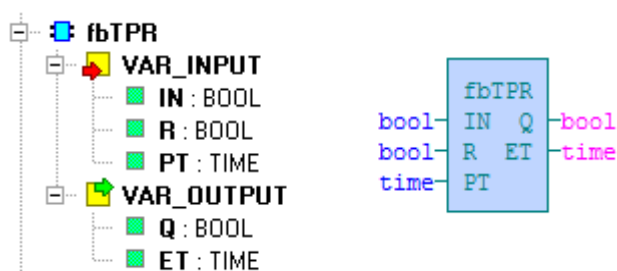 fbTPR
VAR_INPUT
IN : BOOL
R : BOOL
PT : TIME
VAR_OUTPUT
Q : BOOL
ET : TIME
fbTPR
bool IN Q bool
bool R ET time
time PT